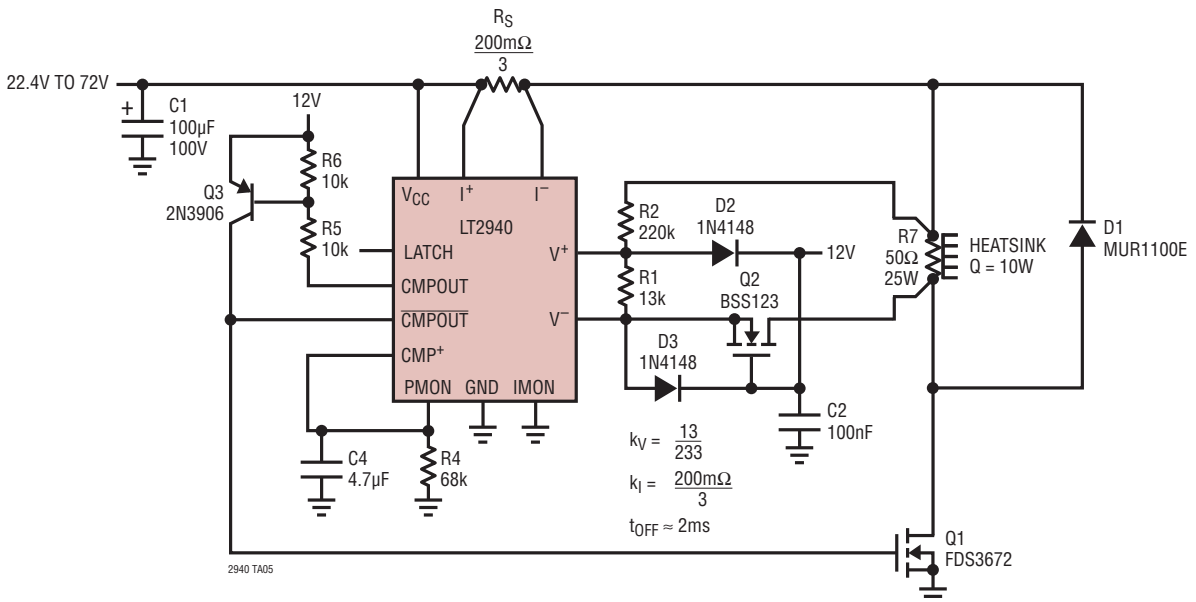 RS
200mΩ
3
22.4V TO 72V
+
C1
100µF
100V
12V
R6
10k
Q3
2N3906
R5
10k
VCC
I+
I−
LT2940
LATCH
CMPOUT
CMPOUT
CMP+
PMON
GND
IMON
V+
V−
R2
220k
R1
13k
D2
1N4148
12V
Q2
BSS123
D3
1N4148
R7
50Ω
25W
HEATSINK
Q = 10W
D1
MUR1100E
C2
100nF
C4
4.7µF
R4
68k
kV = 13
233
kI = 200mΩ
3
tOFF ≈ 2ms
Q1
FDS3672
2940 TA05